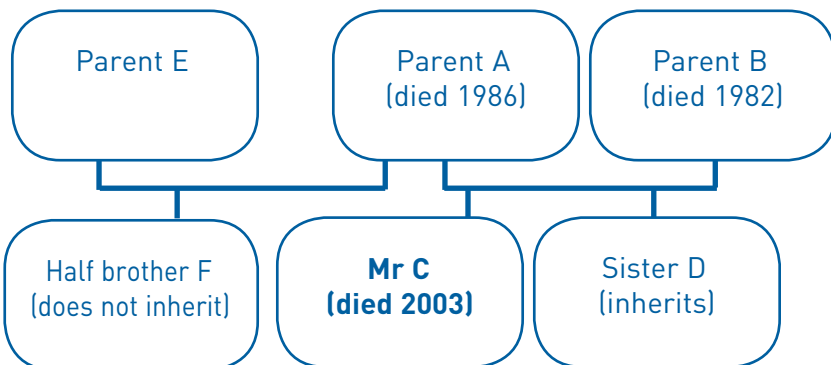 Parent E
Parent A
(died 1986)
Parent B
(died 1982)
Half brother F
(does not inherit)
Mr C
(died 2003)
Sister D
(inherits)